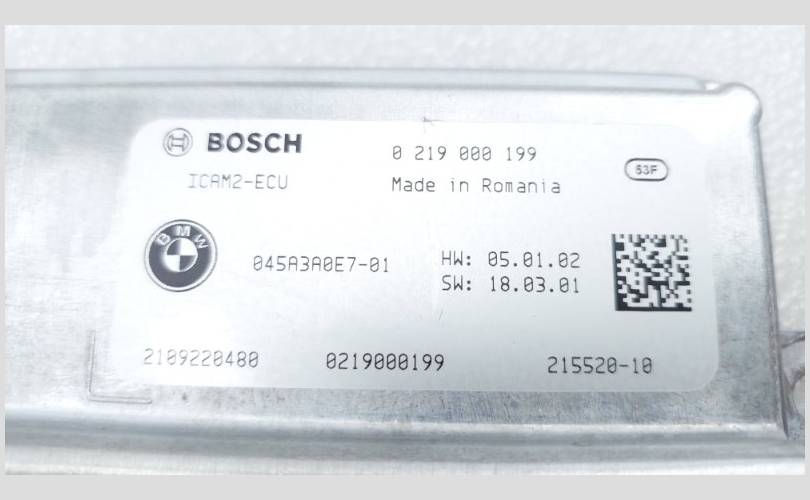 BOSCH
0 219 000 199
53F
ICAM2-ECU
Made in Romania
BMW
045A3A0E7-01
HW: 05.01.02
SW: 18.03.01
2109220480
0219000199
215520-10